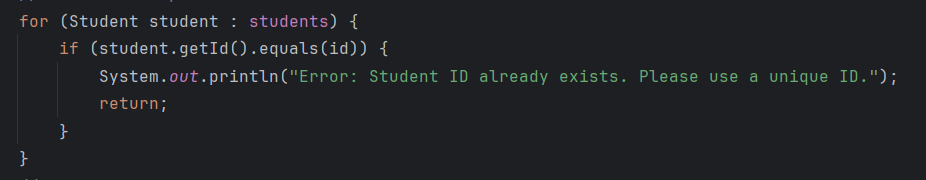 for (Student student : students) {
    if (student.getId().equals(id)) {
        System.out.println("Error: Student ID already exists. Please use a unique ID.");
        return;
    }
}